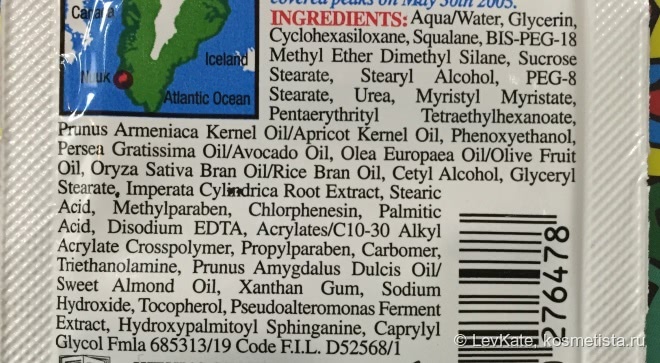 covered peaks on May 30th 2005.
Canada
INGREDIENTS: Aqua/Water, Glycerin,
Cyclohexasiloxane, Squalane, BIS-PEG-18
Iceland
Methyl Ether Dimethyl Silane, Sucrose
Nuuk
Stearate, Stearyl Alcohol, PEG-8
Atlantic Ocean
Stearate, Urea, Myristyl Myristate,
Pentaerythrityl Tetraethylhexanoate,
Prunus Armeniaca Kernel Oil/Apricot Kernel Oil, Phenoxyethanol,
Persea Gratissima Oil/Avocado Oil, Olea Europaea Oil/Olive Fruit
Oil, Oryza Sativa Bran Oil/Rice Bran Oil, Cetyl Alcohol, Glyceryl
Stearate, Imperata Cylindrica Root Extract, Stearic
Acid, Methylparaben, Chlorphenesin, Palmitic
Acid, Disodium EDTA, Acrylates/C10-30 Alkyl
Acrylate Crosspolymer, Propylparaben, Carbomer,
Triethanolamine, Prunus Amygdalus Dulcis Oil/
Sweet Almond Oil, Xanthan Gum, Sodium
Hydroxide, Tocopherol, Pseudoalteromonas Ferment
Extract, Hydroxypalmitoyl Sphinganine, Caprylyl
Glycol Fmla 685313/19 Code F.I.L. D52568/1
0276478
© LeyKate, kosmetista.ru